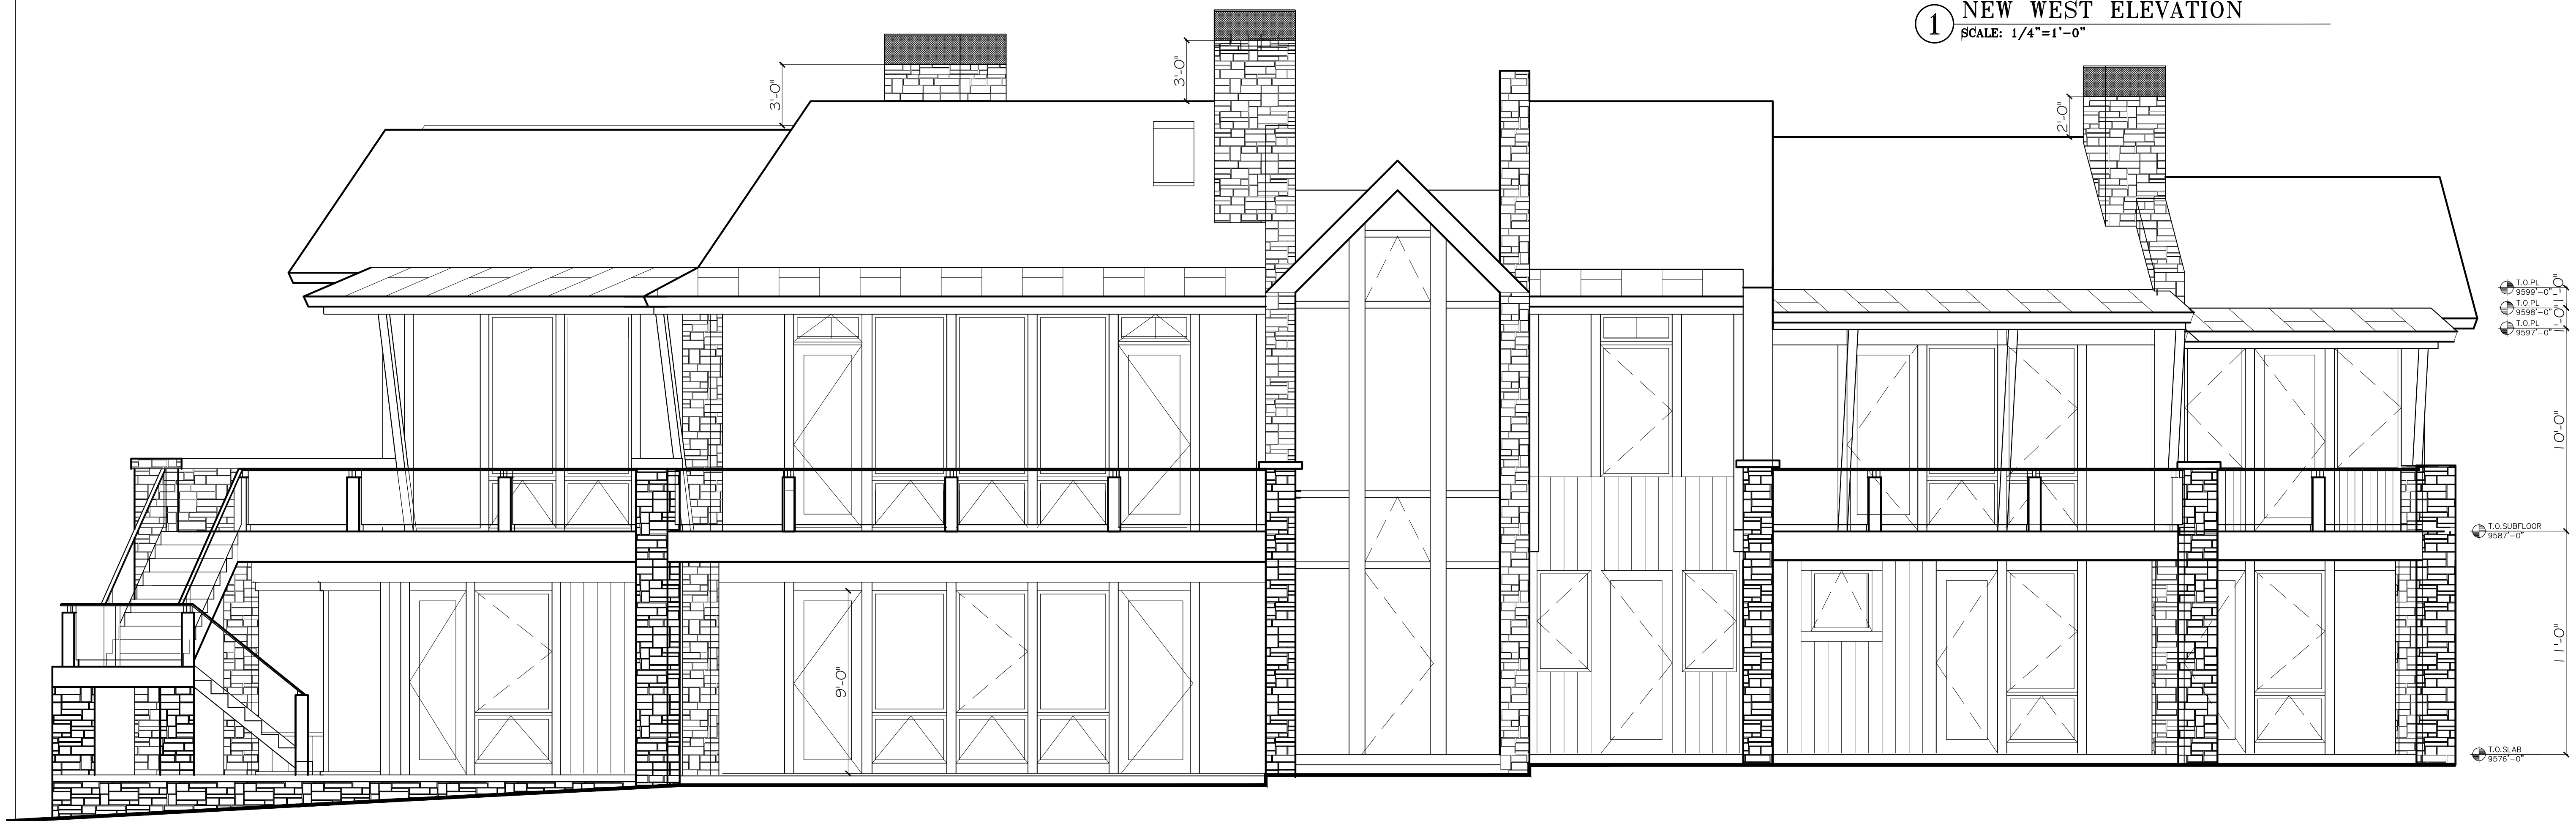 1
NEW WEST ELEVATION
SCALE: 1/4"=1'-0"
3'-0"
3'-0"
2'-0"
T.O.PL
9599'-0"
1'-0"
T.O.PL
9598'-0"
1'-0"
T.O.PL
9597'-0"
10'-0"
T.O.SUBFLOOR
9587'-0"
9'-0"
11'-0"
T.O.SLAB
9576'-0"